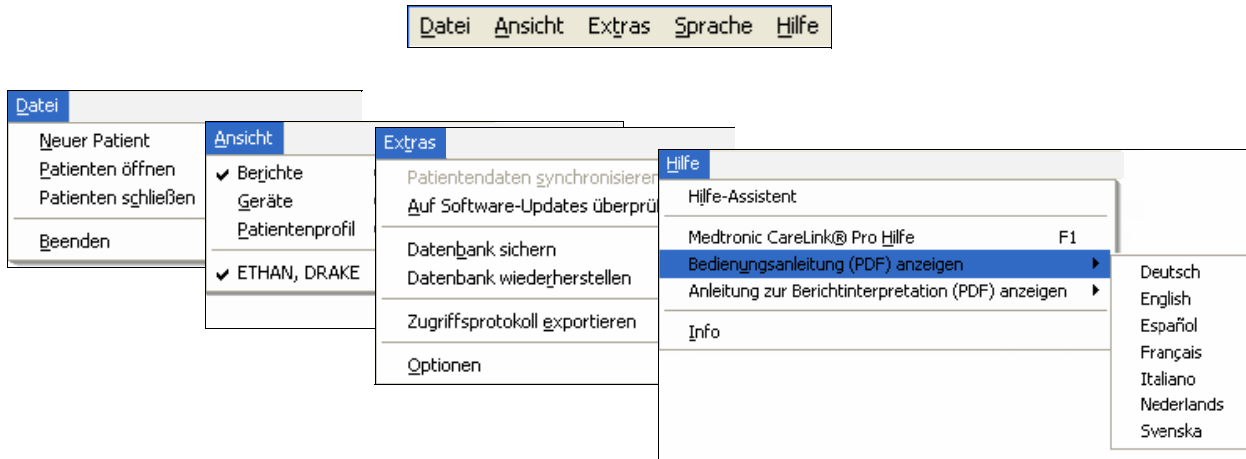 Datei Ansicht Extras Sprache Hilfe
Datei
Neuer Patient
Patienten öffnen
Patienten schließen
Beenden
Ansicht
Berichte
Geräte
Patientenprofil
ETHAN, DRAKE
Extras
Patientendaten synchronisieren
Auf Software-Updates
Datenbank sichern
Datenbank wiederherstellen
Zugriffsprotokoll exportieren
Optionen
Hilfe
Hilfe-Assistent
Medtronic CareLink® Pro Hilfe F1
Bedienungsanleitung (PDF) anzeigen
Anleitung zur Berichtinterpretation (PDF) anzeigen
Info
Deutsch
English
Español
Français
Italiano
Nederlands
Svenska